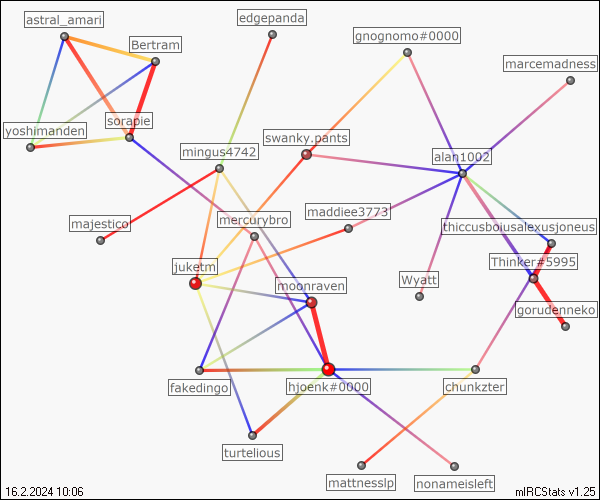 edgepanda
astral_amari
gnognomo#0000
Bertram
marcemadness
sorapie
yoshimanden
swanky.pants
mingus4742
alan1002
maddiee3773
mercurybro
majestico
thiccusboiusalexusjoneus
Thinker#5995
juketm
moonraven
Wyatt
gorudenneko
fakedingo
hjoenk#0000
chunkzter
turtelious
mattnesslp
nonameisleft
16.2.2024 10:06
mIRCStats v1.25